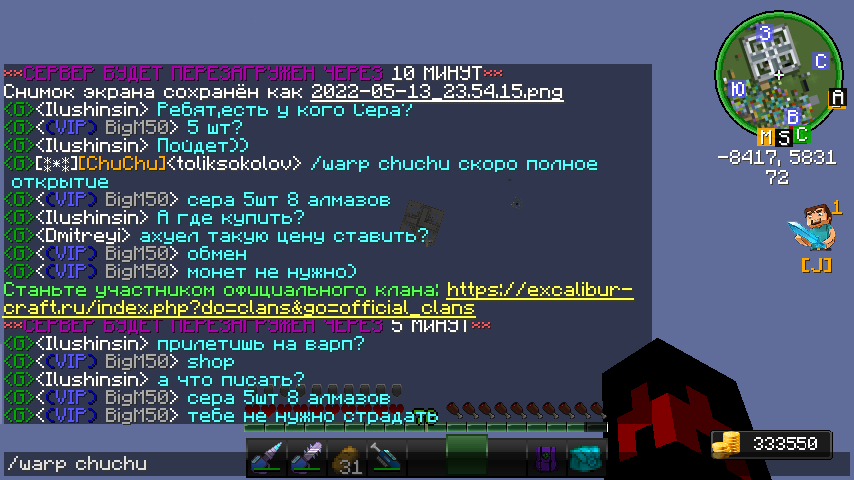 **СЕРВЕР БУДЕТ ПЕРЕЗАГРУЖЕН ЧЕРЕЗ 10 МИНУТ**
Снимок экрана сохранён как 2022-05-13_23.54.15.png
<G><Ilushinsin> Ребят,есть у кого Сера?
<G><(VIP) BigM50> 5 шт?
<G><Ilushinsin> Пойдет))
<G>[⁑*⁑][ChuChu]<toliksokolov> /warp chuchu скоро полное
открытие
<G><(VIP) BigM50> сера 5шт 8 алмазов
<G><Ilushinsin> А где купить?
<G><Dmitreyi> ахуел такую цену ставить?
<G><(VIP) BigM50> обмен
<G><(VIP) BigM50> монет не нужно)
Станьте участником официального клана: https://excalibur-
craft.ru/index.php?do=clans&go=official_clans
**СЕРВЕР БУДЕТ ПЕРЕЗАГРУЖЕН ЧЕРЕЗ 5 МИНУТ**
<G><Ilushinsin> прилетишь на варп?
<G><(VIP) BigM50> shop
<G><Ilushinsin> а что писать?
<G><(VIP) BigM50> сера 5шт 8 алмазов
<G><(VIP) BigM50> тебе не нужно страдать
/warp chuchu
31
333550
З
С
Ю
В
A
M S C
-8417, 5831
72
1
[J]